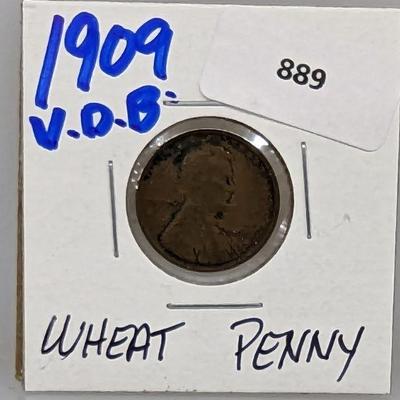 1909
889
V.D.B.
WHEAT PENNY